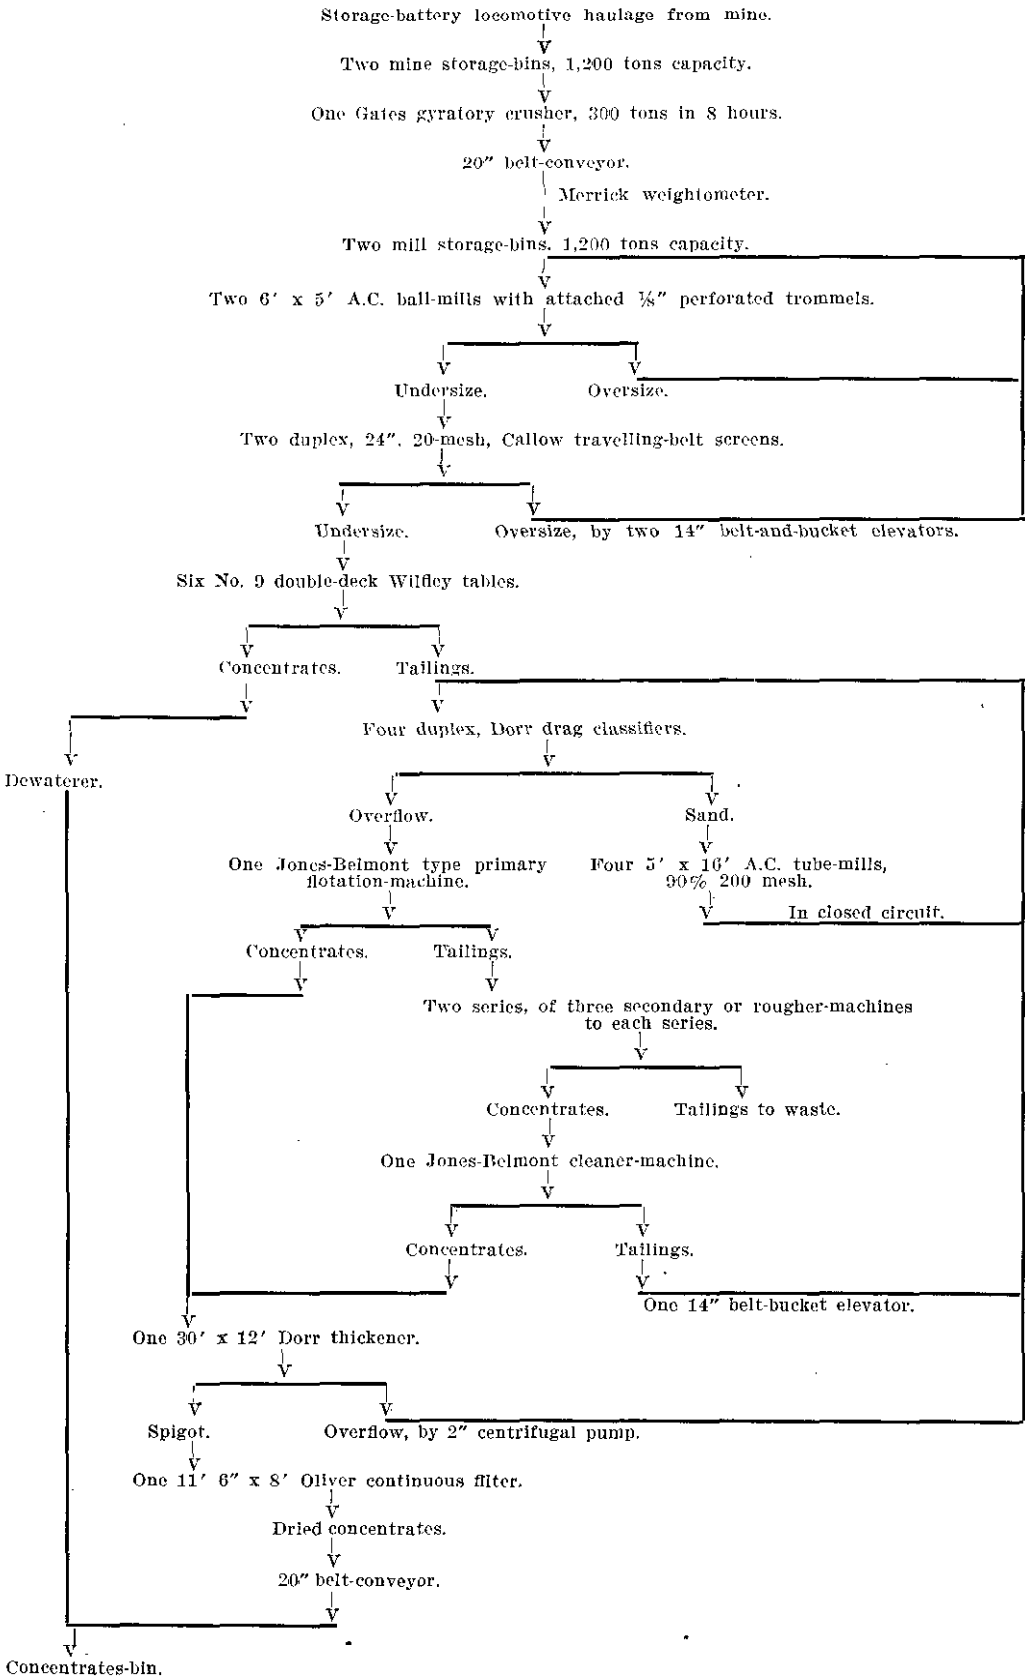 Storage-battery locomotive haulage from mine.
Two mine storage-bins, 1,200 tons capacity.
One Gates gyratory crusher, 300 tons in 8 hours.
20″ belt-conveyor.
Merrick weightometer.
Two mill storage-bins. 1,200 tons capacity.
Two 6′ x 5′ A.C. ball-mills with attached ⅛″ perforated trommels.
Undersize. Oversize.
Two duplex, 24″. 20-mesh, Callow travelling-belt screens.
Undersize. Oversize, by two 14″ belt-and-bucket elevators.
Six No. 9 double-deck Wilfley tables.
Concentrates. Tailings.
Four duplex, Dorr drag classifiers.
Dewaterer.
Overflow. Sand.
One Jones-Belmont type primary
flotation-machine.
Four 5′ x 16′ A.C. tube-mills,
90% 200 mesh.
In closed circuit.
Concentrates. Tailings.
Two series, of three secondary or rougher-machines
to each series.
Concentrates. Tailings to waste.
One Jones-Belmont cleaner-machine.
Concentrates. Tailings.
One 14″ belt-bucket elevator.
One 30′ x 12′ Dorr thickener.
Spigot. Overflow, by 2″ centrifugal pump.
One 11′ 6″ x 8′ Oliver continuous filter.
Dried concentrates.
20″ belt-conveyor.
Concentrates-bin.